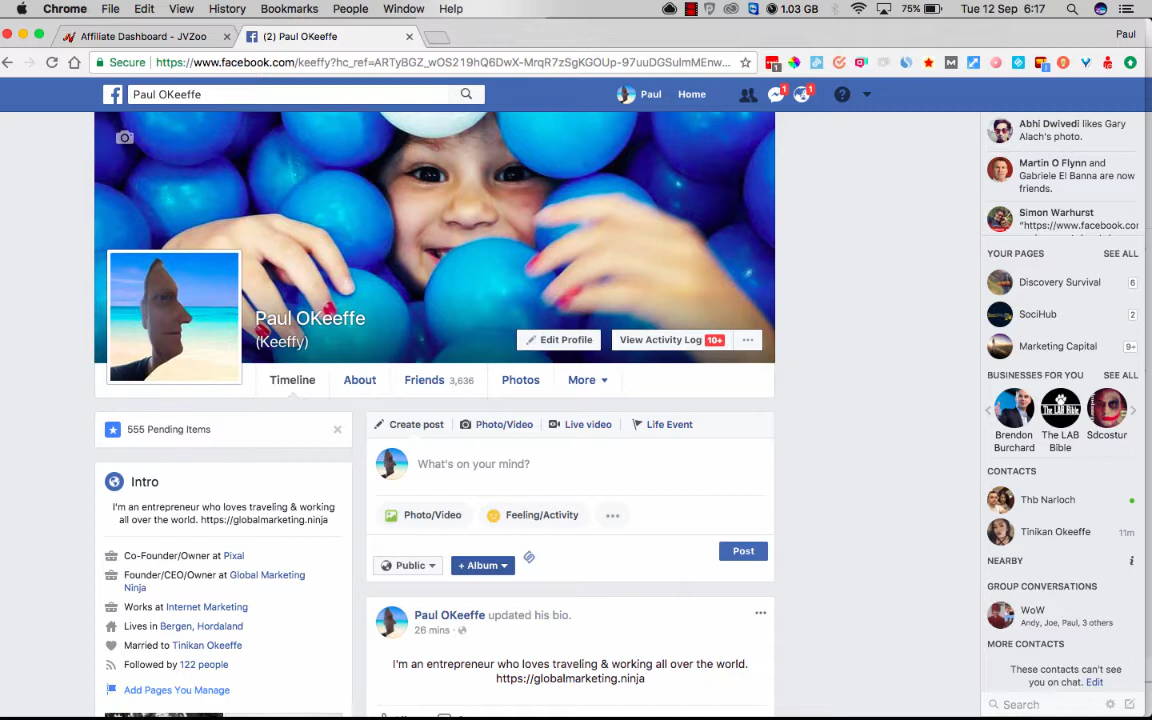 Chrome File Edit View History Bookmarks People Window Help 1.03 GB 75% Tue 12 Sep 6:17
Affiliate Dashboard - JVZoo
(2) Paul OKeeffe
Paul
Secure https://www.facebook.com/keeffy?hc_ref=ARTyBGZ_wOS219hQ6DwX-MrqR7zSgKGOUp-97uuDGSulmMEnw...
Paul OKeeffe
Paul Home
Abhi Dwivedi likes Gary
Alach's photo.
Martin O Flynn and
Gabriele El Banna are now
friends.
Simon Warhurst
"https://www.facebook.cor
Paul OKeeffe
(Keeffy)
Edit Profile
View Activity Log 10+
Timeline About Friends 3,636 Photos More
YOUR PAGES SEE ALL
Discovery Survival 6
SociHub 2
Marketing Capital 9+
BUSINESSES FOR YOU SEE ALL
THE LAB
Brendon
Burchard
The LAB
Bible
Sdcostur
CONTACTS
Thb Narloch
Tinikan Okeeffe 11m
NEARBY
GROUP CONVERSATIONS
WoW
Andy, Joe, Paul, 3 others
MORE CONTACTS
These contacts can't see
you on chat. Edit
Search
555 Pending Items
Intro
I'm an entrepreneur who loves traveling & working
all over the world. https://globalmarketing.ninja
Co-Founder/Owner at Pixal
Founder/CEO/Owner at Global Marketing
Ninja
Works at Internet Marketing
Lives in Bergen, Hordaland
Married to Tinikan Okeeffe
Followed by 122 people
Add Pages You Manage
Create post Photo/Video Live video Life Event
What's on your mind?
Photo/Video Feeling/Activity
Public + Album Post
Paul OKeeffe updated his bio.
26 mins
I'm an entrepreneur who loves traveling & working all over the world.
https://globalmarketing.ninja